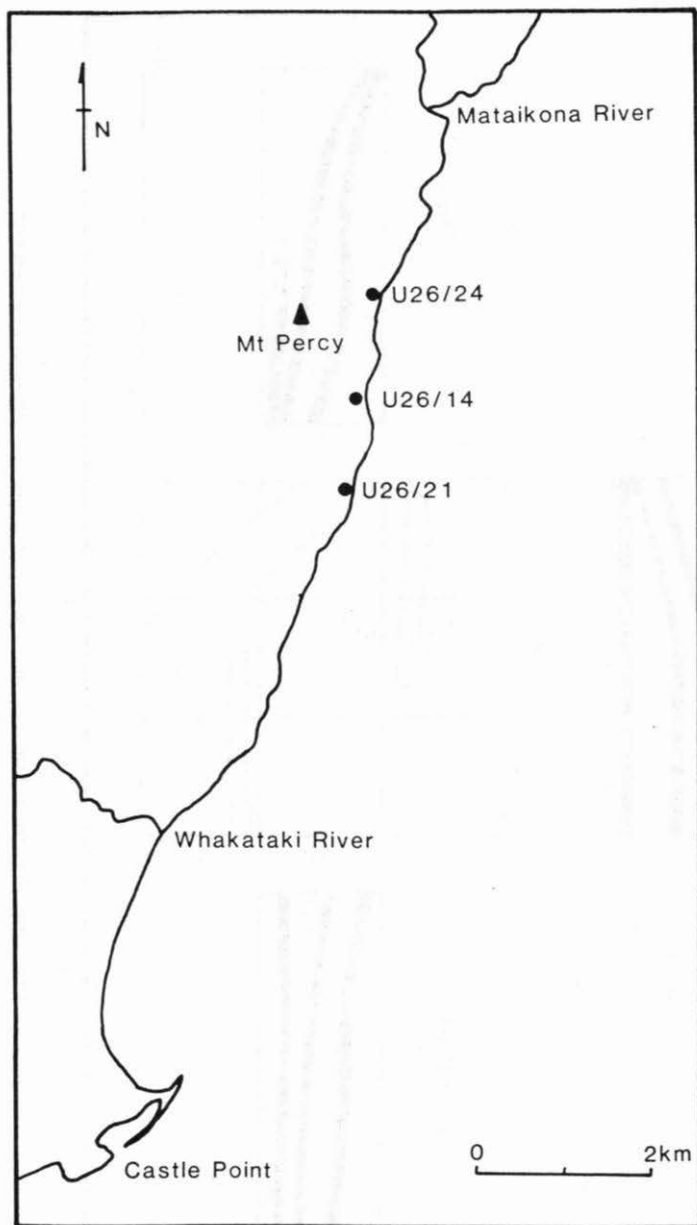 N
Mataikona River
U26/24
Mt Percy
U26/14
U26/21
Whakataki River
Castle Point
0 2km